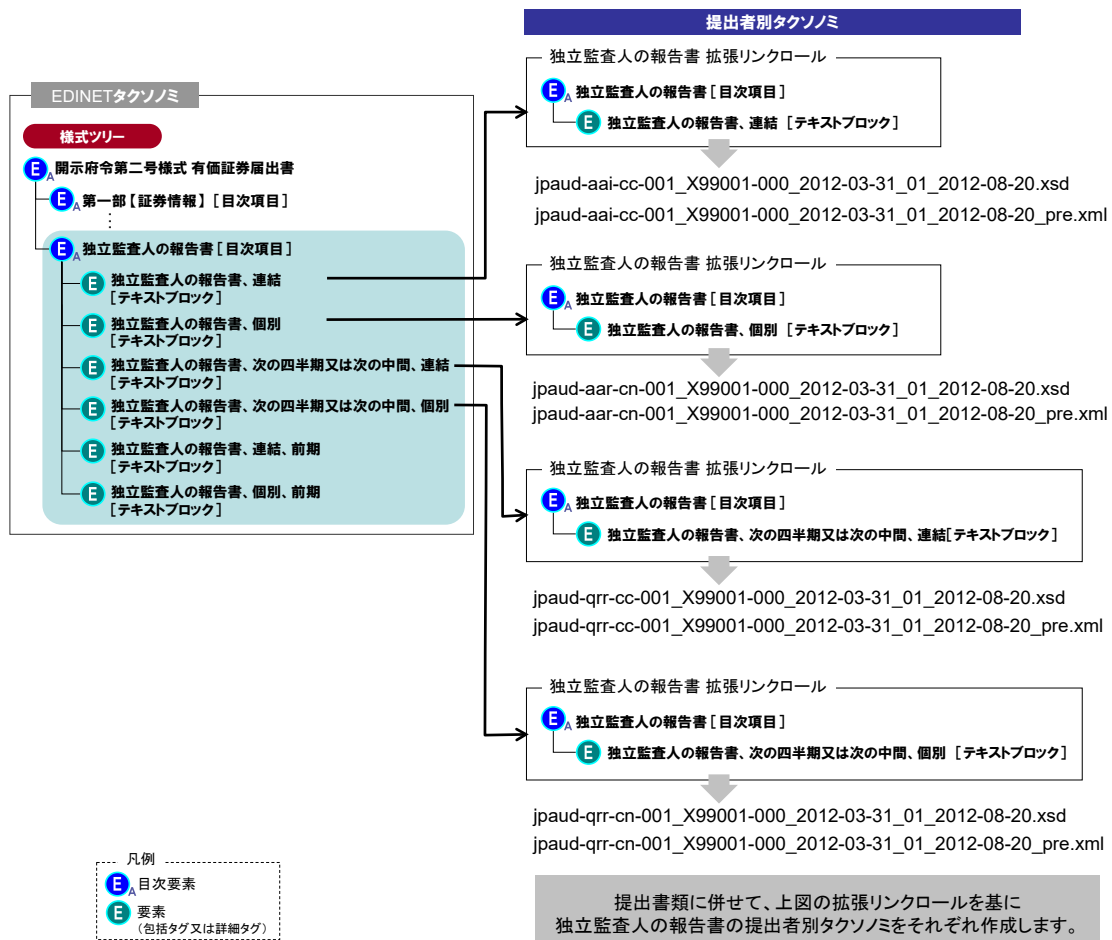 提出者別タクソノミ
EDINETタクソノミ
様式ツリー
E A 開示府令第二号様式 有価証券届出書
E A 第一部【証券情報】 [目次項目]
⋮
E A 独立監査人の報告書[目次項目]
E 独立監査人の報告書、連結
[テキストブロック]
E 独立監査人の報告書、個別
[テキストブロック]
E 独立監査人の報告書、次の四半期又は次の中間、連結
[テキストブロック]
E 独立監査人の報告書、次の四半期又は次の中間、個別
[テキストブロック]
E 独立監査人の報告書、連結、前期
[テキストブロック]
E 独立監査人の報告書、個別、前期
[テキストブロック]
独立監査人の報告書 拡張リンクロール
E A 独立監査人の報告書[目次項目]
E 独立監査人の報告書、連結 [テキストブロック]
jpaud-aai-cc-001_X99001-000_2012-03-31_01_2012-08-20.xsd
jpaud-aai-cc-001_X99001-000_2012-03-31_01_2012-08-20_pre.xml
独立監査人の報告書 拡張リンクロール
E A 独立監査人の報告書[目次項目]
E 独立監査人の報告書、個別 [テキストブロック]
jpaud-aar-cn-001_X99001-000_2012-03-31_01_2012-08-20.xsd
jpaud-aar-cn-001_X99001-000_2012-03-31_01_2012-08-20_pre.xml
独立監査人の報告書 拡張リンクロール
E A 独立監査人の報告書[目次項目]
E 独立監査人の報告書、次の四半期又は次の中間、連結[テキストブロック]
jpaud-qrr-cc-001_X99001-000_2012-03-31_01_2012-08-20.xsd
jpaud-qrr-cc-001_X99001-000_2012-03-31_01_2012-08-20_pre.xml
独立監査人の報告書 拡張リンクロール
E A 独立監査人の報告書[目次項目]
E 独立監査人の報告書、次の四半期又は次の中間、個別 [テキストブロック]
jpaud-qrr-cn-001_X99001-000_2012-03-31_01_2012-08-20.xsd
jpaud-qrr-cn-001_X99001-000_2012-03-31_01_2012-08-20_pre.xml
凡例
E A 目次要素
E 要素
(包括タグ又は詳細タグ)
提出書類に併せて、上図の拡張リンクロールを基に
独立監査人の報告書の提出者別タクソノミをそれぞれ作成します。